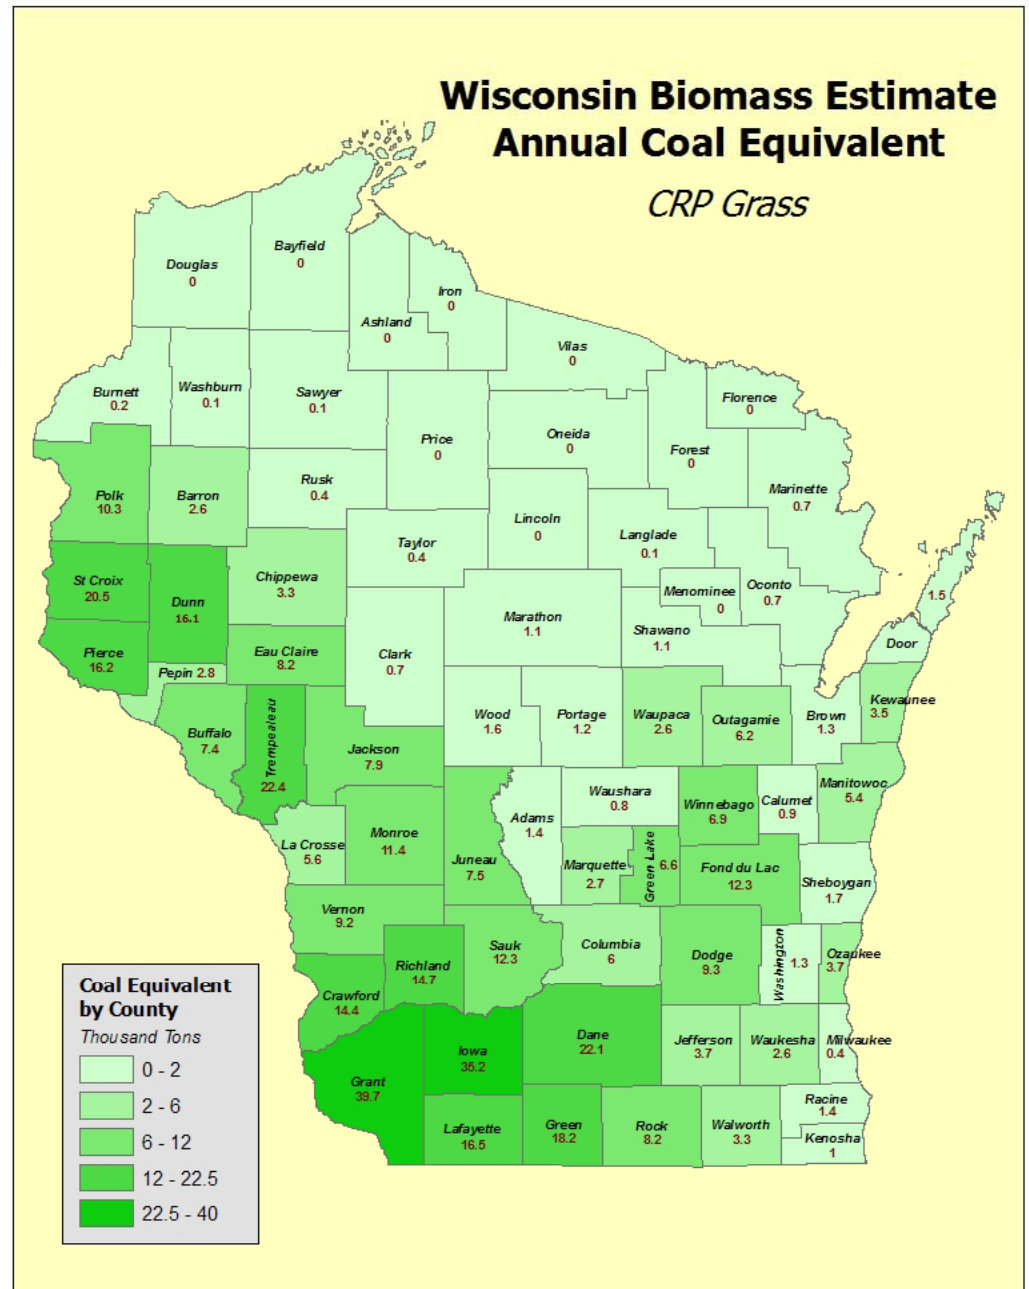 Wisconsin Biomass Estimate
Annual Coal Equivalent
CRP Grass
Douglas
0
Bayfield
0
Ashland
0
Iron
0
Vilas
0
Burnett
0.2
Washburn
0.1
Sawyer
0.1
Price
0
Oneida
0
Forest
0
Florence
0
Marinette
0.7
Polk
10.3
Barron
2.6
Rusk
0.4
Lincoln
0
Langlade
0.1
Taylor
0.4
St Croix
20.5
Dunn
16.1
Chippewa
3.3
Marathon
1.1
Menominee
0
Oconto
0.7
Shawano
1.1
1.5
Door
Pierce
16.2
Pepin 2.8
Eau Claire
8.2
Clark
0.7
Buffalo
7.4
Trempealeau
22.4
Jackson
7.9
Wood
1.6
Portage
1.2
Waupaca
2.6
Outagamie
6.2
Brown
1.3
Kewaunee
3.5
La Crosse
5.6
Monroe
11.4
Juneau
7.5
Adams
1.4
Waushara
0.8
Winnebago
6.9
Calumet
0.9
Manitowoc
5.4
Marquette
2.7
Green Lake
6.6
Fond du Lac
12.3
Sheboygan
1.7
Vernon
9.2
Richland
14.7
Sauk
12.3
Columbia
6
Dodge
9.3
Washington
1.3
Ozaukee
3.7
Crawford
14.4
Grant
39.7
Iowa
35.2
Dane
22.1
Jefferson
3.7
Waukesha
2.6
Milwaukee
0.4
Lafayette
16.5
Green
18.2
Rock
8.2
Walworth
3.3
Racine
1.4
Kenosha
1
Coal Equivalent
by County
Thousand Tons
0 - 2
2 - 6
6 - 12
12 - 22.5
22.5 - 40